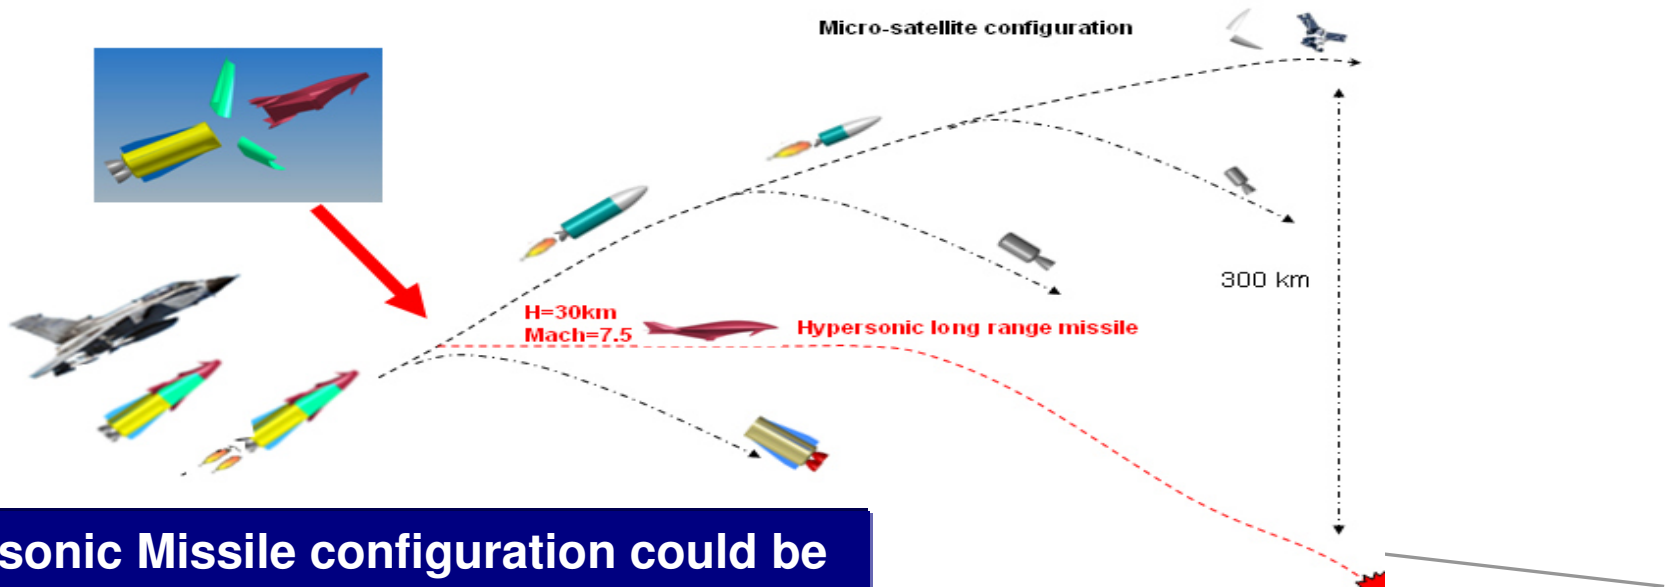 Micro-satellite configuration
300 km
H=30km
Mach=7.5
Hypersonic long range missile
sonic Missile configuration could be